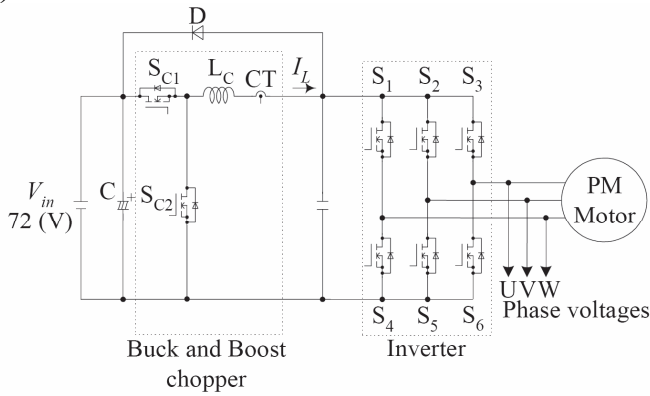 )
D
S_C1 L_C CT I_L
S_1 S_2 S_3
V_in
72 (V)
C + S_C2
PM
Motor
UVW
Phase voltages
S_4 S_5 S_6
Buck and Boost
chopper
Inverter